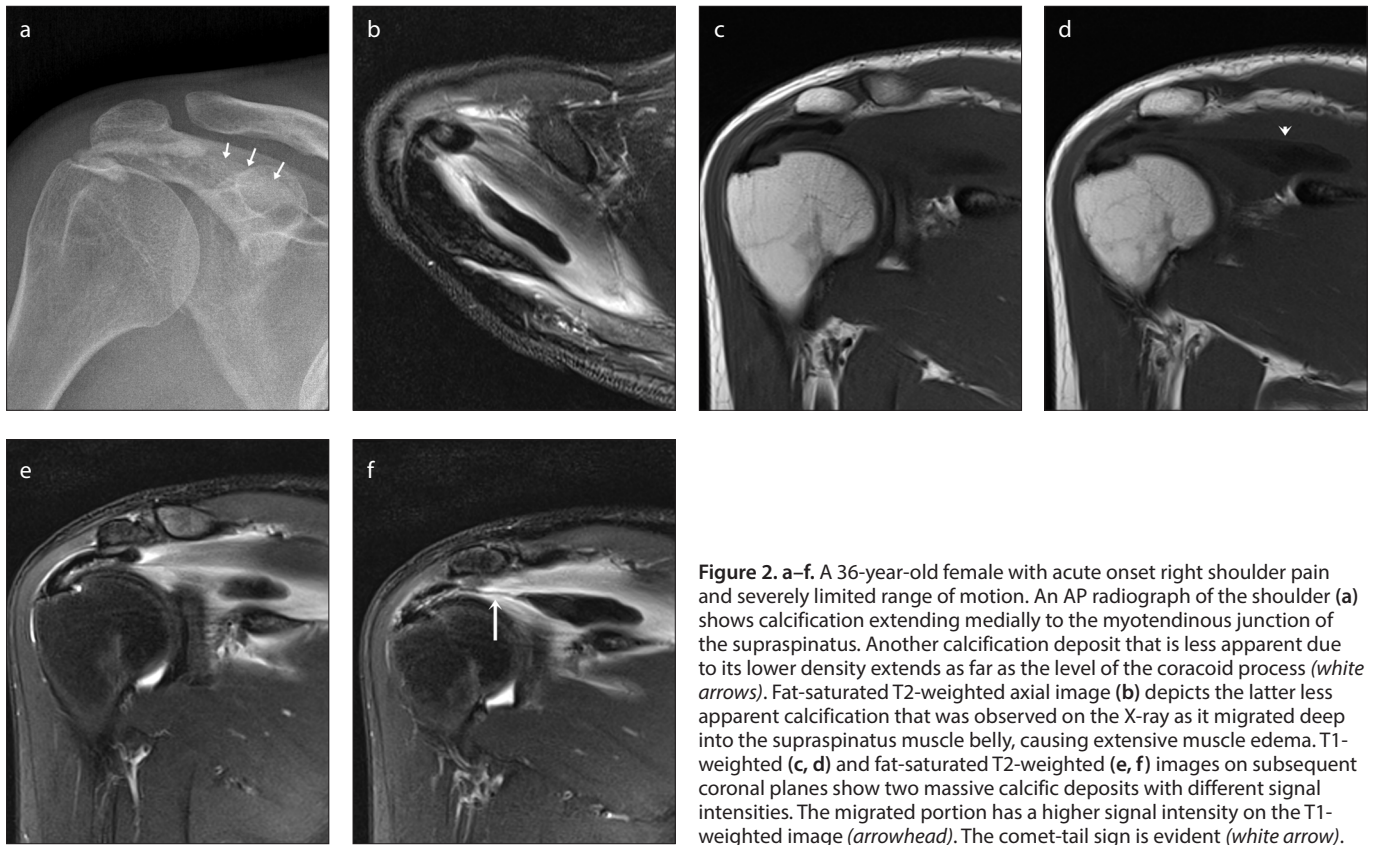 a
b
c
d
e
f
Figure 2. a–f. A 36-year-old female with acute onset right shoulder pain
and severely limited range of motion. An AP radiograph of the shoulder (a)
shows calcification extending medially to the myotendinous junction of
the supraspinatus. Another calcification deposit that is less apparent due
to its lower density extends as far as the level of the coracoid process (white
arrows). Fat-saturated T2-weighted axial image (b) depicts the latter less
apparent calcification that was observed on the X-ray as it migrated deep
into the supraspinatus muscle belly, causing extensive muscle edema. T1-
weighted (c, d) and fat-saturated T2-weighted (e, f) images on subsequent
coronal planes show two massive calcific deposits with different signal
intensities. The migrated portion has a higher signal intensity on the T1-
weighted image (arrowhead). The comet-tail sign is evident (white arrow).